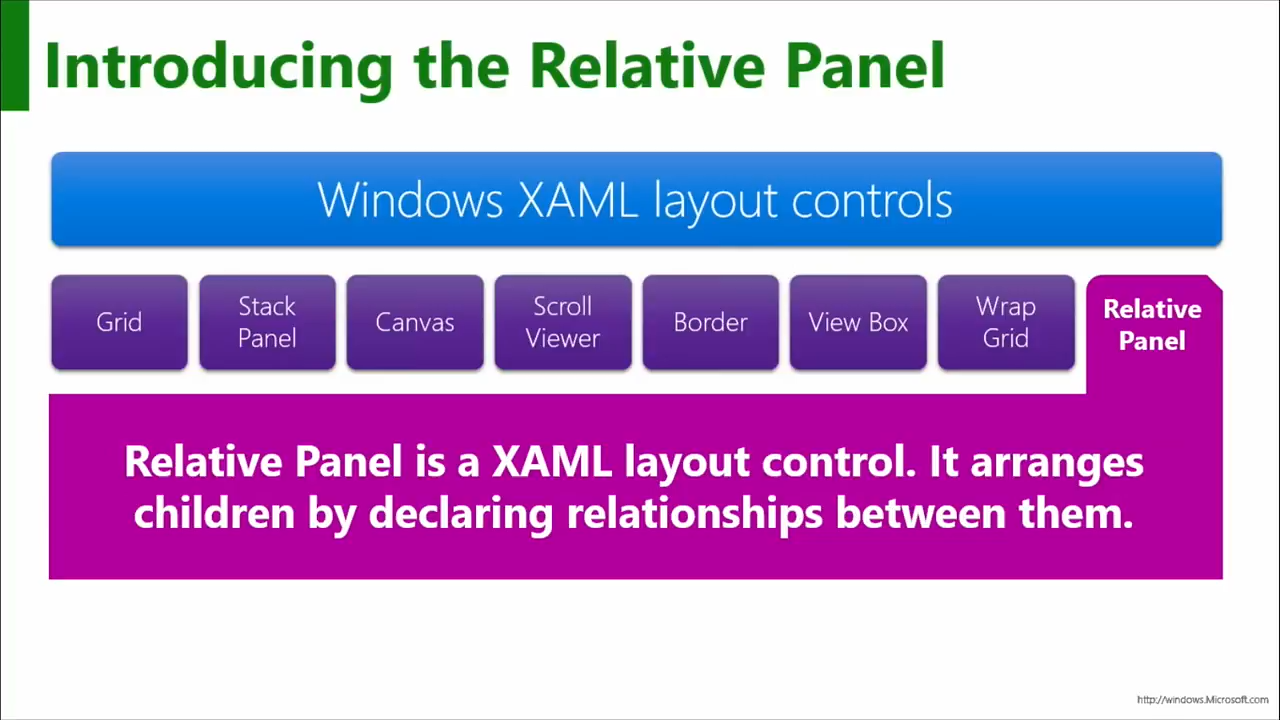 Introducing the Relative Panel
Windows XAML layout controls
Grid
Stack
Panel
Canvas
Scroll
Viewer
Border
View Box
Wrap
Grid
Relative
Panel
Relative Panel is a XAML layout control. It arranges
children by declaring relationships between them.
http://windows.Microsoft.com